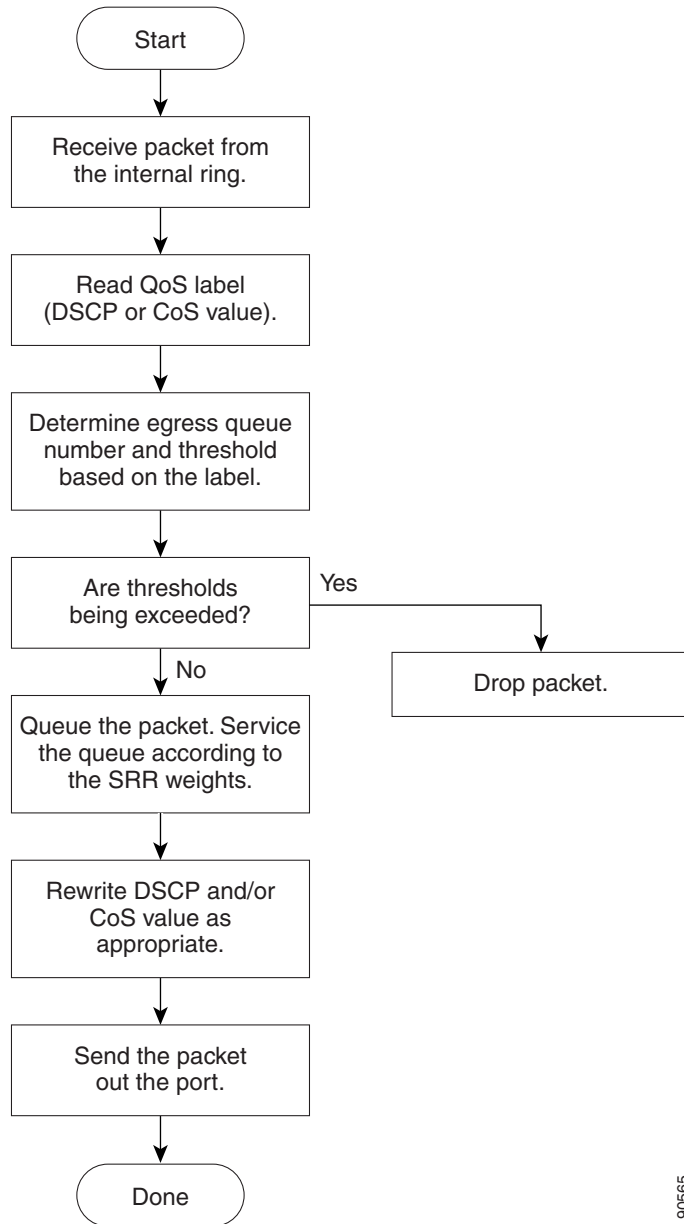 Start
Receive packet from
the internal ring.
Read QoS label
(DSCP or CoS value).
Determine egress queue
number and threshold
based on the label.
Are thresholds
being exceeded?
Yes
No
Drop packet.
Queue the packet. Service
the queue according to
the SRR weights.
Rewrite DSCP and/or
CoS value as
appropriate.
Send the packet
out the port.
Done
90565